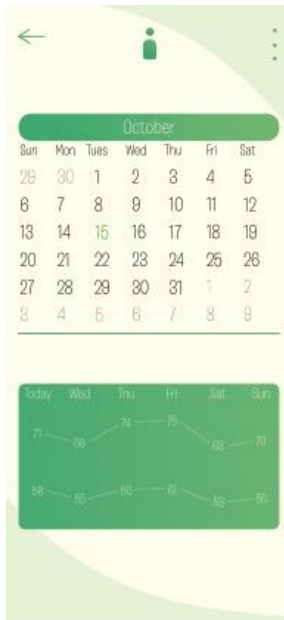 October
Sun Mon Tues Wed Thu Fri Sat
29 30 1 2 3 4 5
6 7 8 9 10 11 12
13 14 15 16 17 18 19
20 21 22 23 24 25 26
27 28 29 30 31 1 2
3 4 5 6 7 8 9
Today Wed Thu Fri Sat Sun
71 69 74 75 68 70
58 55 60 61 53 56